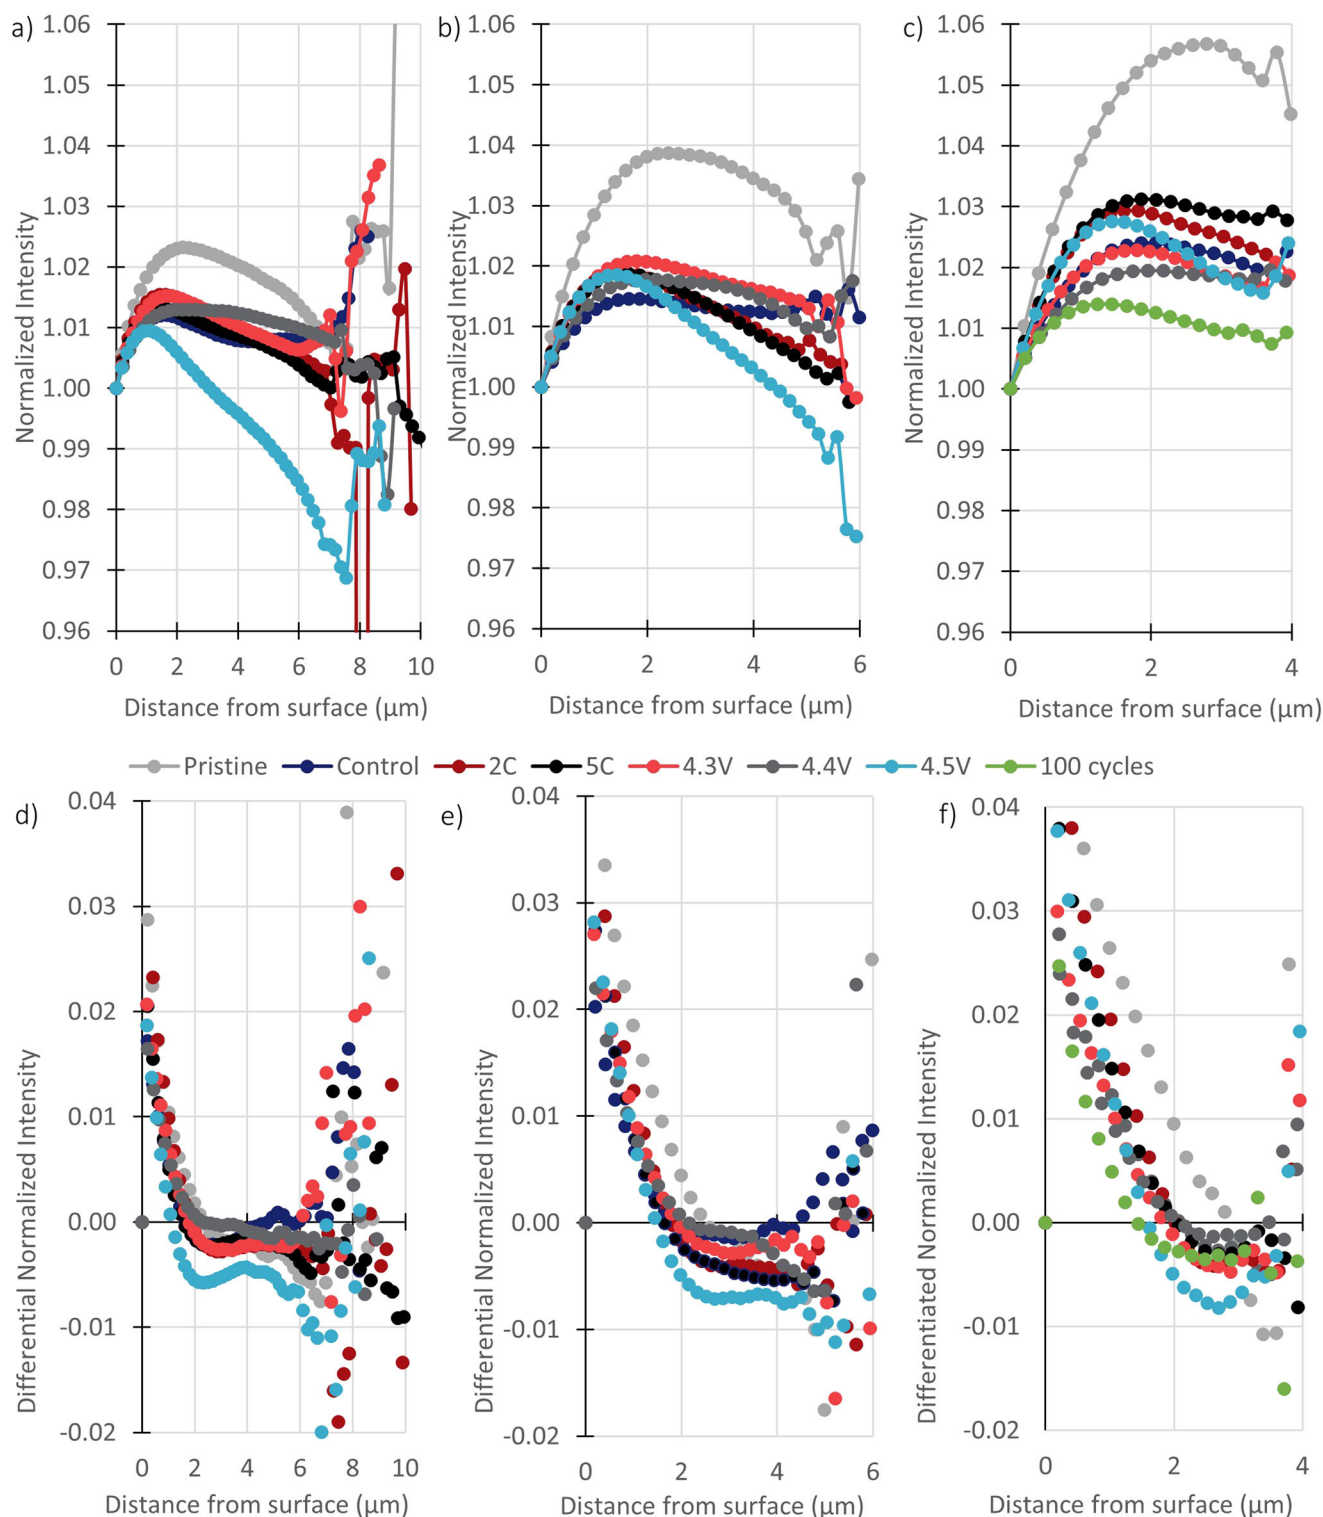 a)
1.06
1.05
1.04
1.03
1.02
1.01
1.00
0.99
0.98
0.97
0.96
Normalized Intensity
0 2 4 6 8 10
Distance from surface (µm)
b)
1.06
1.05
1.04
1.03
1.02
1.01
1.00
0.99
0.98
0.97
0.96
Normalized Intensity
0 2 4 6
Distance from surface (µm)
c)
1.06
1.05
1.04
1.03
1.02
1.01
1.00
0.99
0.98
0.97
0.96
Normalized Intensity
0 2 4
Distance from surface (µm)
Pristine Control 2C 5C 4.3V 4.4V 4.5V 100 cycles
d)
0.04
0.03
0.02
0.01
0.00
-0.01
-0.02
Differential Normalized Intensity
0 2 4 6 8 10
Distance from surface (µm)
e)
0.04
0.03
0.02
0.01
0.00
-0.01
-0.02
Differential Normalized Intensity
0 2 4 6
Distance from surface (µm)
f)
0.04
0.03
0.02
0.01
0.00
-0.01
-0.02
Differentiated Normalized Intensity
0 2 4
Distance from surface (µm)